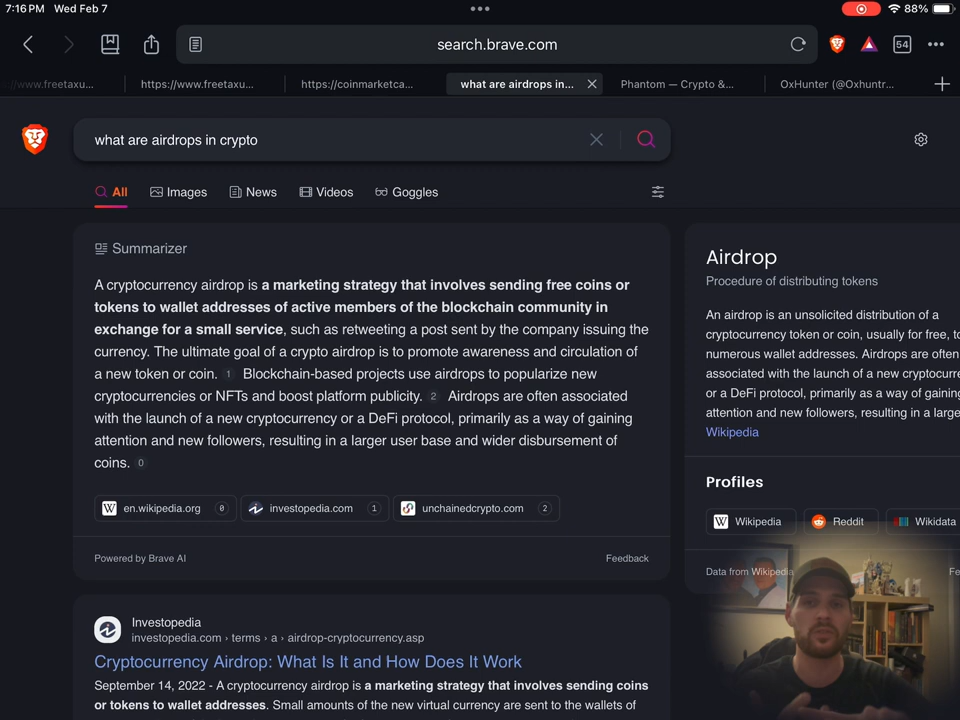 7:16 PM Wed Feb 7
88%
search.brave.com
54
//www.freetaxu...
https://www.freetaxu...
https://coinmarketca...
what are airdrops in...
Phantom — Crypto &...
OxHunter (@Oxhuntr...
what are airdrops in crypto
All
Images
News
Videos
Goggles
Summarizer
A cryptocurrency airdrop is a marketing strategy that involves sending free coins or
tokens to wallet addresses of active members of the blockchain community in
exchange for a small service, such as retweeting a post sent by the company issuing the
currency. The ultimate goal of a crypto airdrop is to promote awareness and circulation of
a new token or coin. 1 Blockchain-based projects use airdrops to popularize new
cryptocurrencies or NFTs and boost platform publicity. 2 Airdrops are often associated
with the launch of a new cryptocurrency or a DeFi protocol, primarily as a way of gaining
attention and new followers, resulting in a larger user base and wider disbursement of
coins. 0
W en.wikipedia.org 0
investopedia.com 1
unchainedcrypto.com 2
Powered by Brave AI
Feedback
Investopedia
investopedia.com › terms › a › airdrop-cryptocurrency.asp
Cryptocurrency Airdrop: What Is It and How Does It Work
September 14, 2022 - A cryptocurrency airdrop is a marketing strategy that involves sending coins
or tokens to wallet addresses. Small amounts of the new virtual currency are sent to the wallets of
Airdrop
Procedure of distributing tokens
An airdrop is an unsolicited distribution of a
cryptocurrency token or coin, usually for free, to
numerous wallet addresses. Airdrops are often
associated with the launch of a new cryptocurre
or a DeFi protocol, primarily as a way of gaining
attention and new followers, resulting in a large
Wikipedia
Profiles
W Wikipedia
Reddit
Wikidata
Data from Wikipedia
Fe